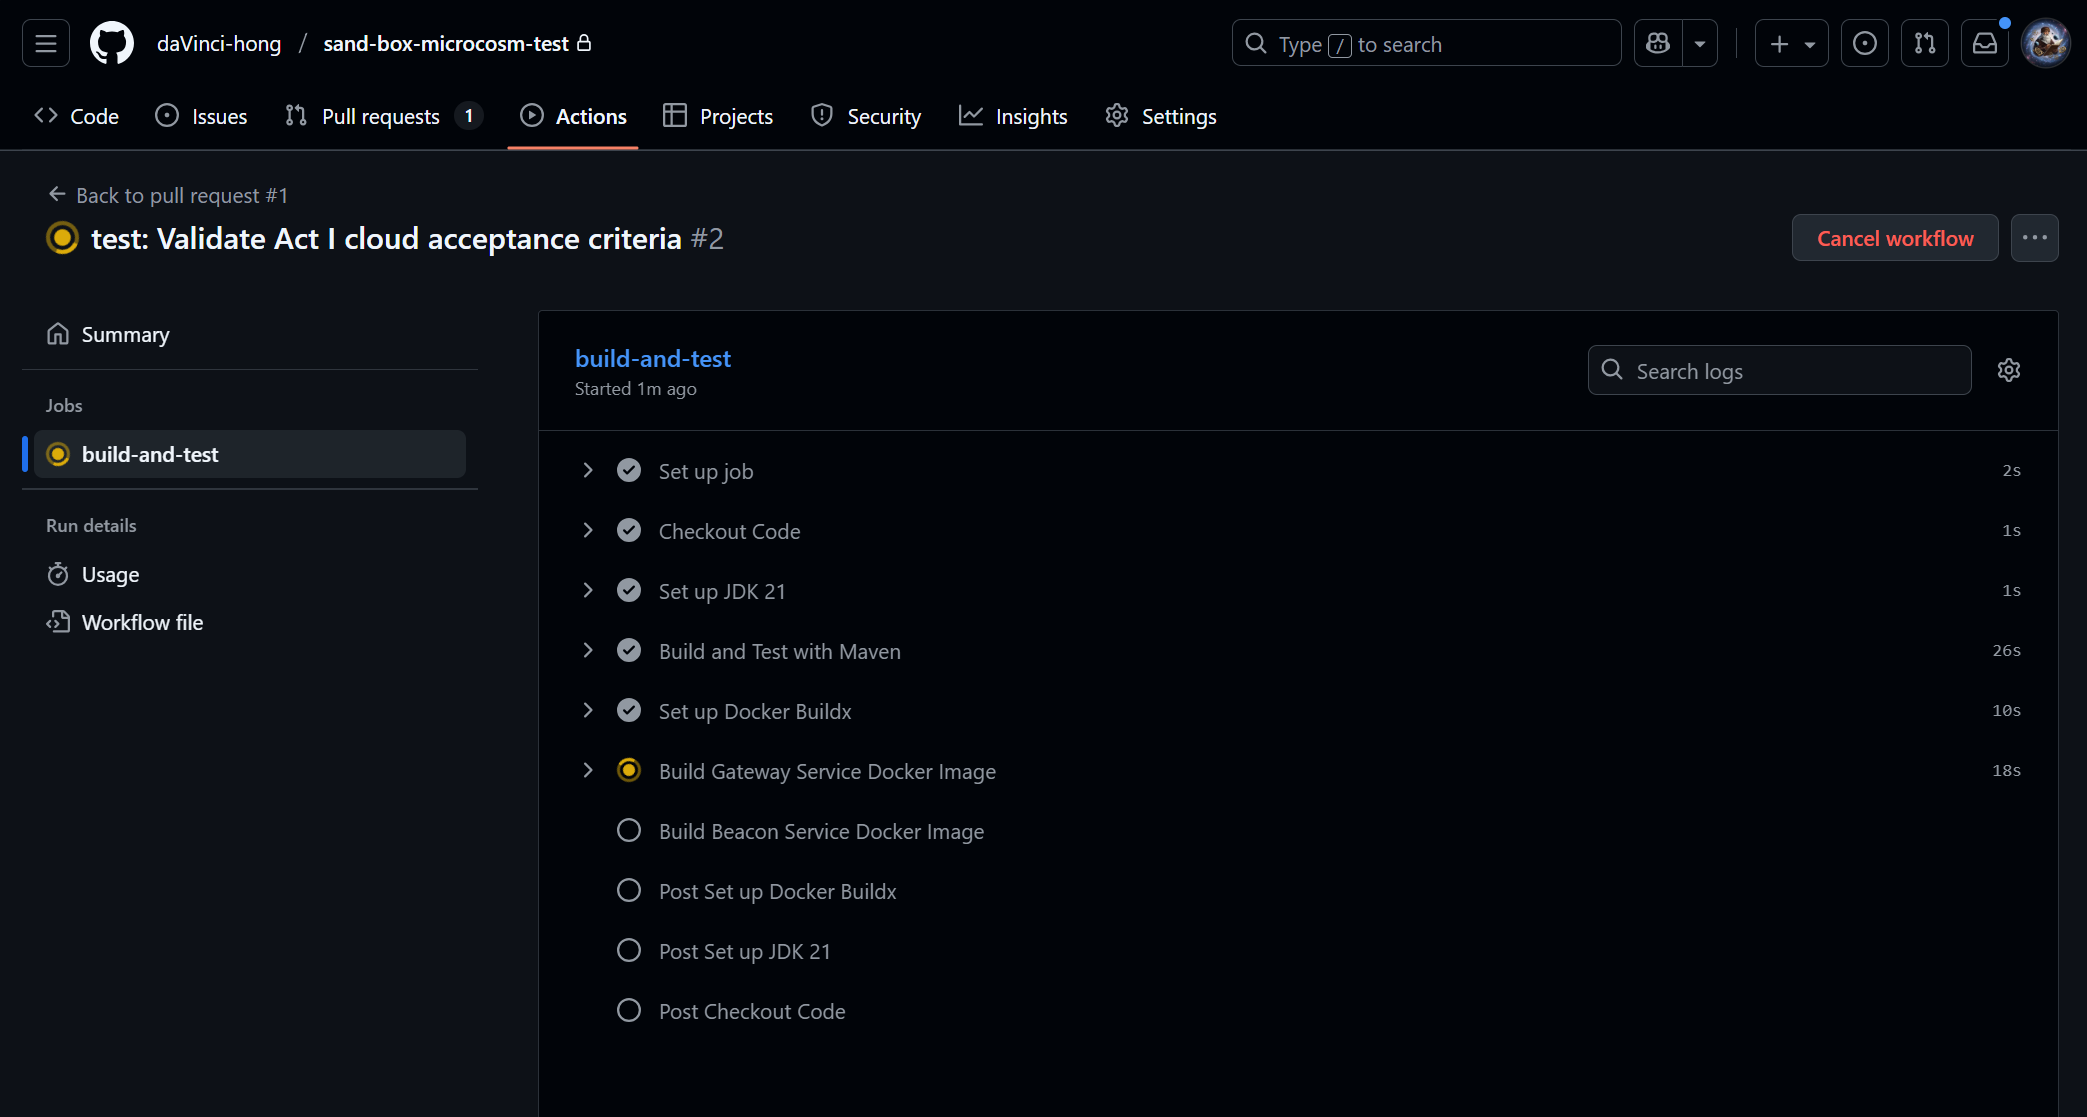 daVinci-hong / sand-box-microcosm-test
Type / to search
Code
Issues
Pull requests 1
Actions
Projects
Security
Insights
Settings
Back to pull request #1
test: Validate Act I cloud acceptance criteria #2
Cancel workflow
Summary
Jobs
build-and-test
Run details
Usage
Workflow file
build-and-test
Started 1m ago
Search logs
Set up job 2s
Checkout Code 1s
Set up JDK 21 1s
Build and Test with Maven 26s
Set up Docker Buildx 10s
Build Gateway Service Docker Image 18s
Build Beacon Service Docker Image
Post Set up Docker Buildx
Post Set up JDK 21
Post Checkout Code